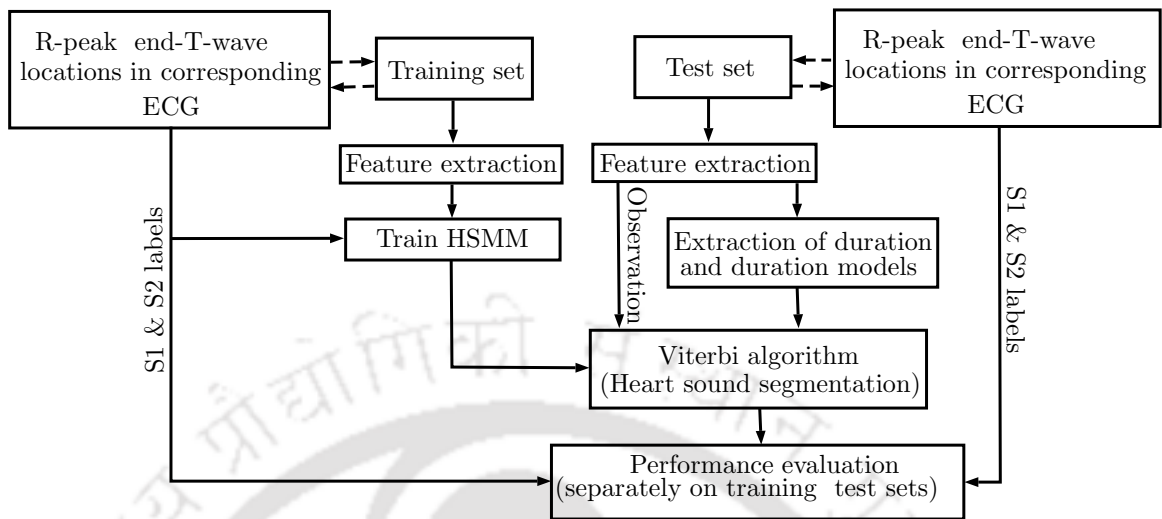 R-peak end-T-wave
locations in corresponding
ECG
Training set
Test set
R-peak end-T-wave
locations in corresponding
ECG
Feature extraction
Feature extraction
Train HSMM
Observation
Extraction of duration
and duration models
S1 & S2 labels
S1 & S2 labels
Viterbi algorithm
(Heart sound segmentation)
Performance evaluation
(separately on training test sets)
प्रौद्योगिकी